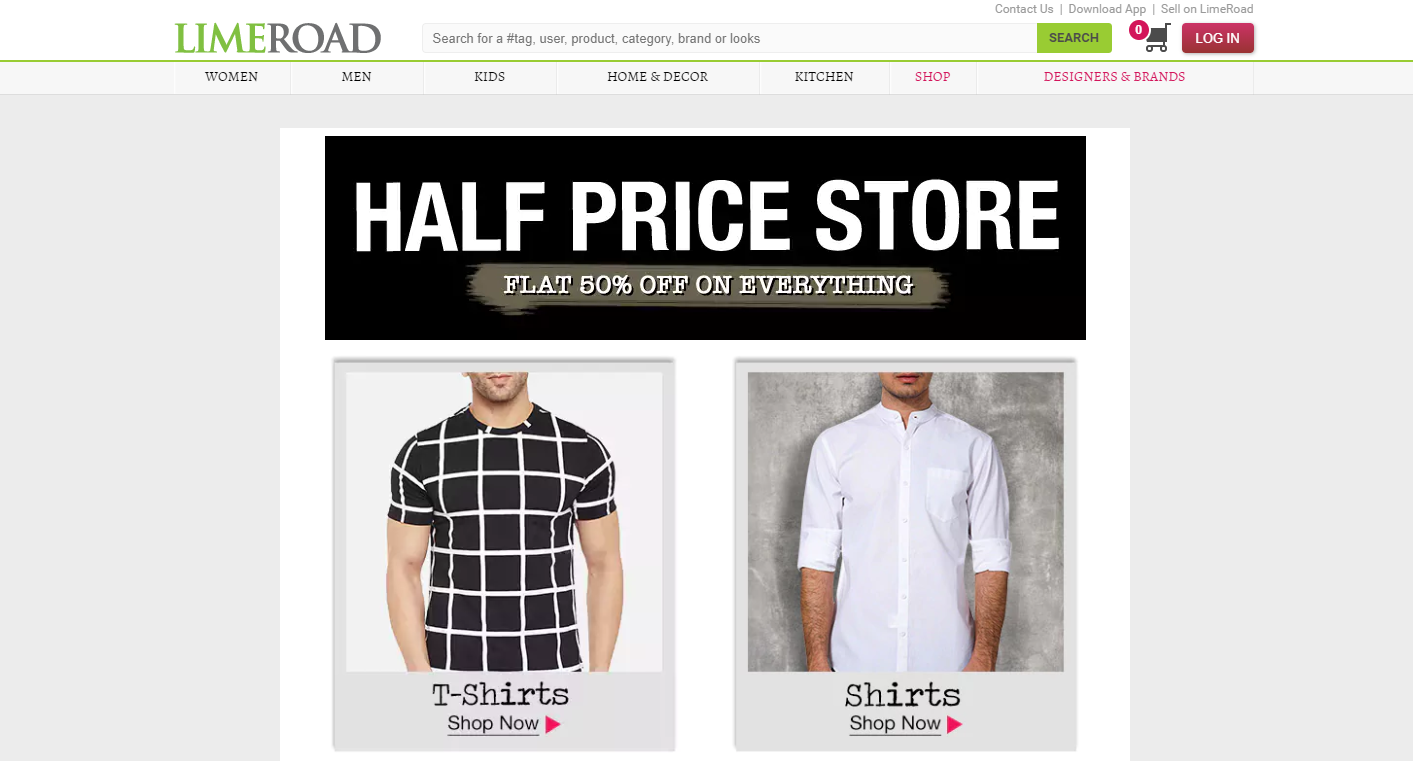 Contact Us | Download App | Sell on LimeRoad
LIMEROAD
Search for a #tag, user, product, category, brand or looks
SEARCH
0
LOG IN
WOMEN
MEN
KIDS
HOME & DECOR
KITCHEN
SHOP
DESIGNERS & BRANDS
HALF PRICE STORE
FLAT 50% OFF ON EVERYTHING
T-Shirts
Shop Now
Shirts
Shop Now